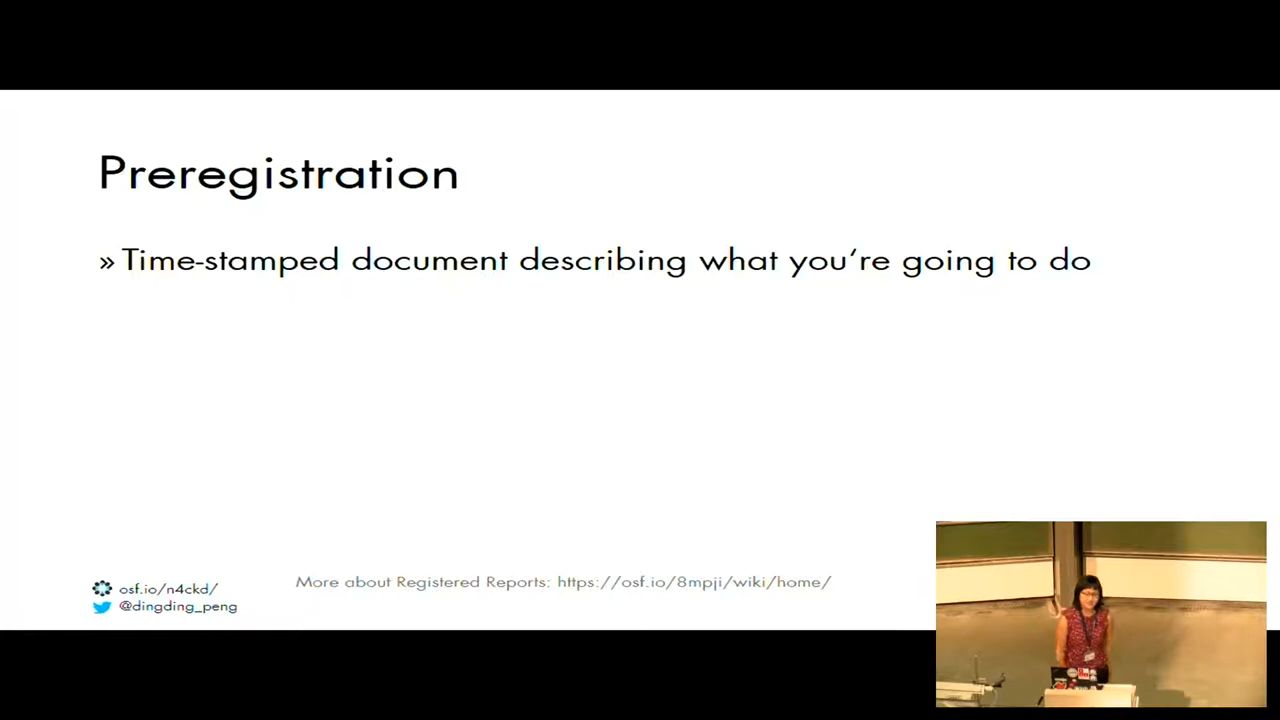 Preregistration
» Time-stamped document describing what you’re going to do
osf.io/n4ckd/
More about Registered Reports: https://osf.io/8mpji/wiki/home/
@dingding_peng